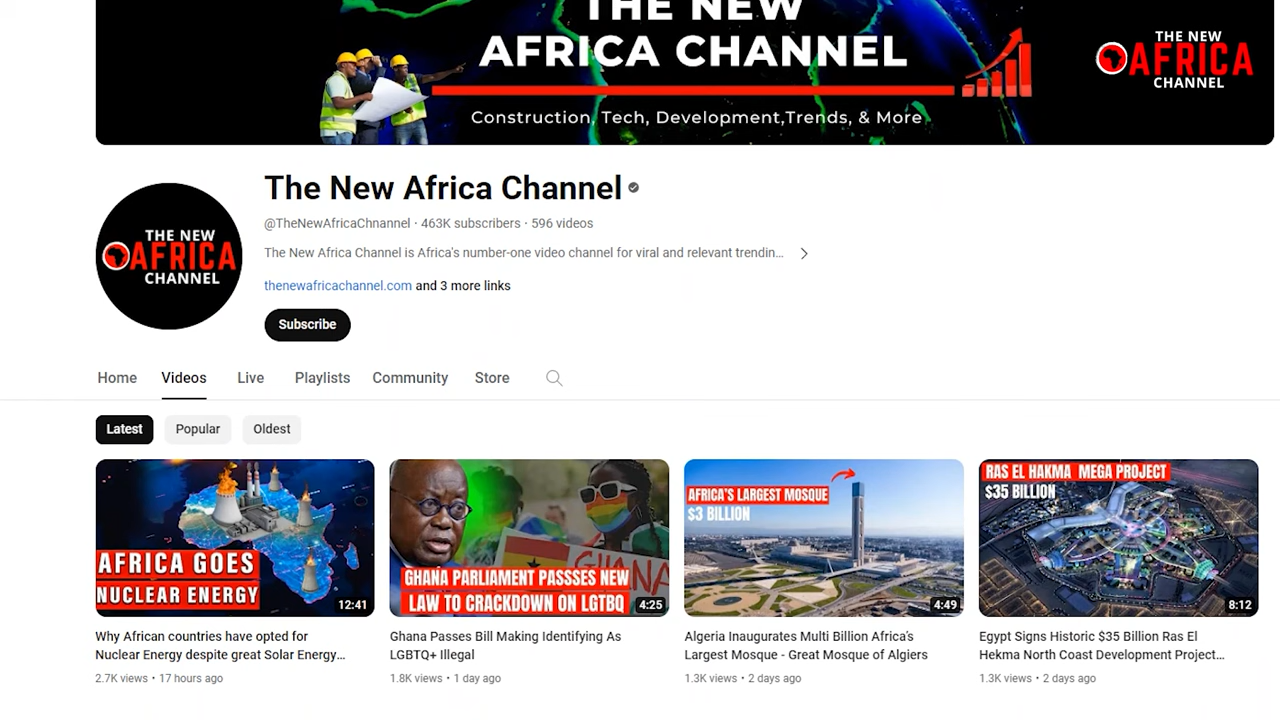 THE NEW
AFRICA CHANNEL
Construction, Tech, Development,Trends, & More
THE NEW
AFRICA
CHANNEL
THE NEW
AFRICA
CHANNEL
The New Africa Channel
@TheNewAfricaChnannel · 463K subscribers · 596 videos
The New Africa Channel is Africa's number-one video channel for viral and relevant trendin...
thenewafricachannel.com and 3 more links
Subscribe
Home Videos Live Playlists Community Store
Latest Popular Oldest
AFRICA GOES
NUCLEAR ENERGY
12:41
Why African countries have opted for
Nuclear Energy despite great Solar Energy...
2.7K views • 17 hours ago
GHANA
GHANA PARLIAMENT PASSSES NEW
LAW TO CRACKDOWN ON LGTBQ
4:25
Ghana Passes Bill Making Identifying As
LGBTQ+ Illegal
1.8K views • 1 day ago
AFRICA'S LARGEST MOSQUE
$3 BILLION
4:49
Algeria Inaugurates Multi Billion Africa's
Largest Mosque - Great Mosque of Algiers
1.3K views • 2 days ago
RAS EL HAKMA MEGA PROJECT
$35 BILLION
8:12
Egypt Signs Historic $35 Billion Ras El
Hekma North Coast Development Project...
1.3K views • 2 days ago